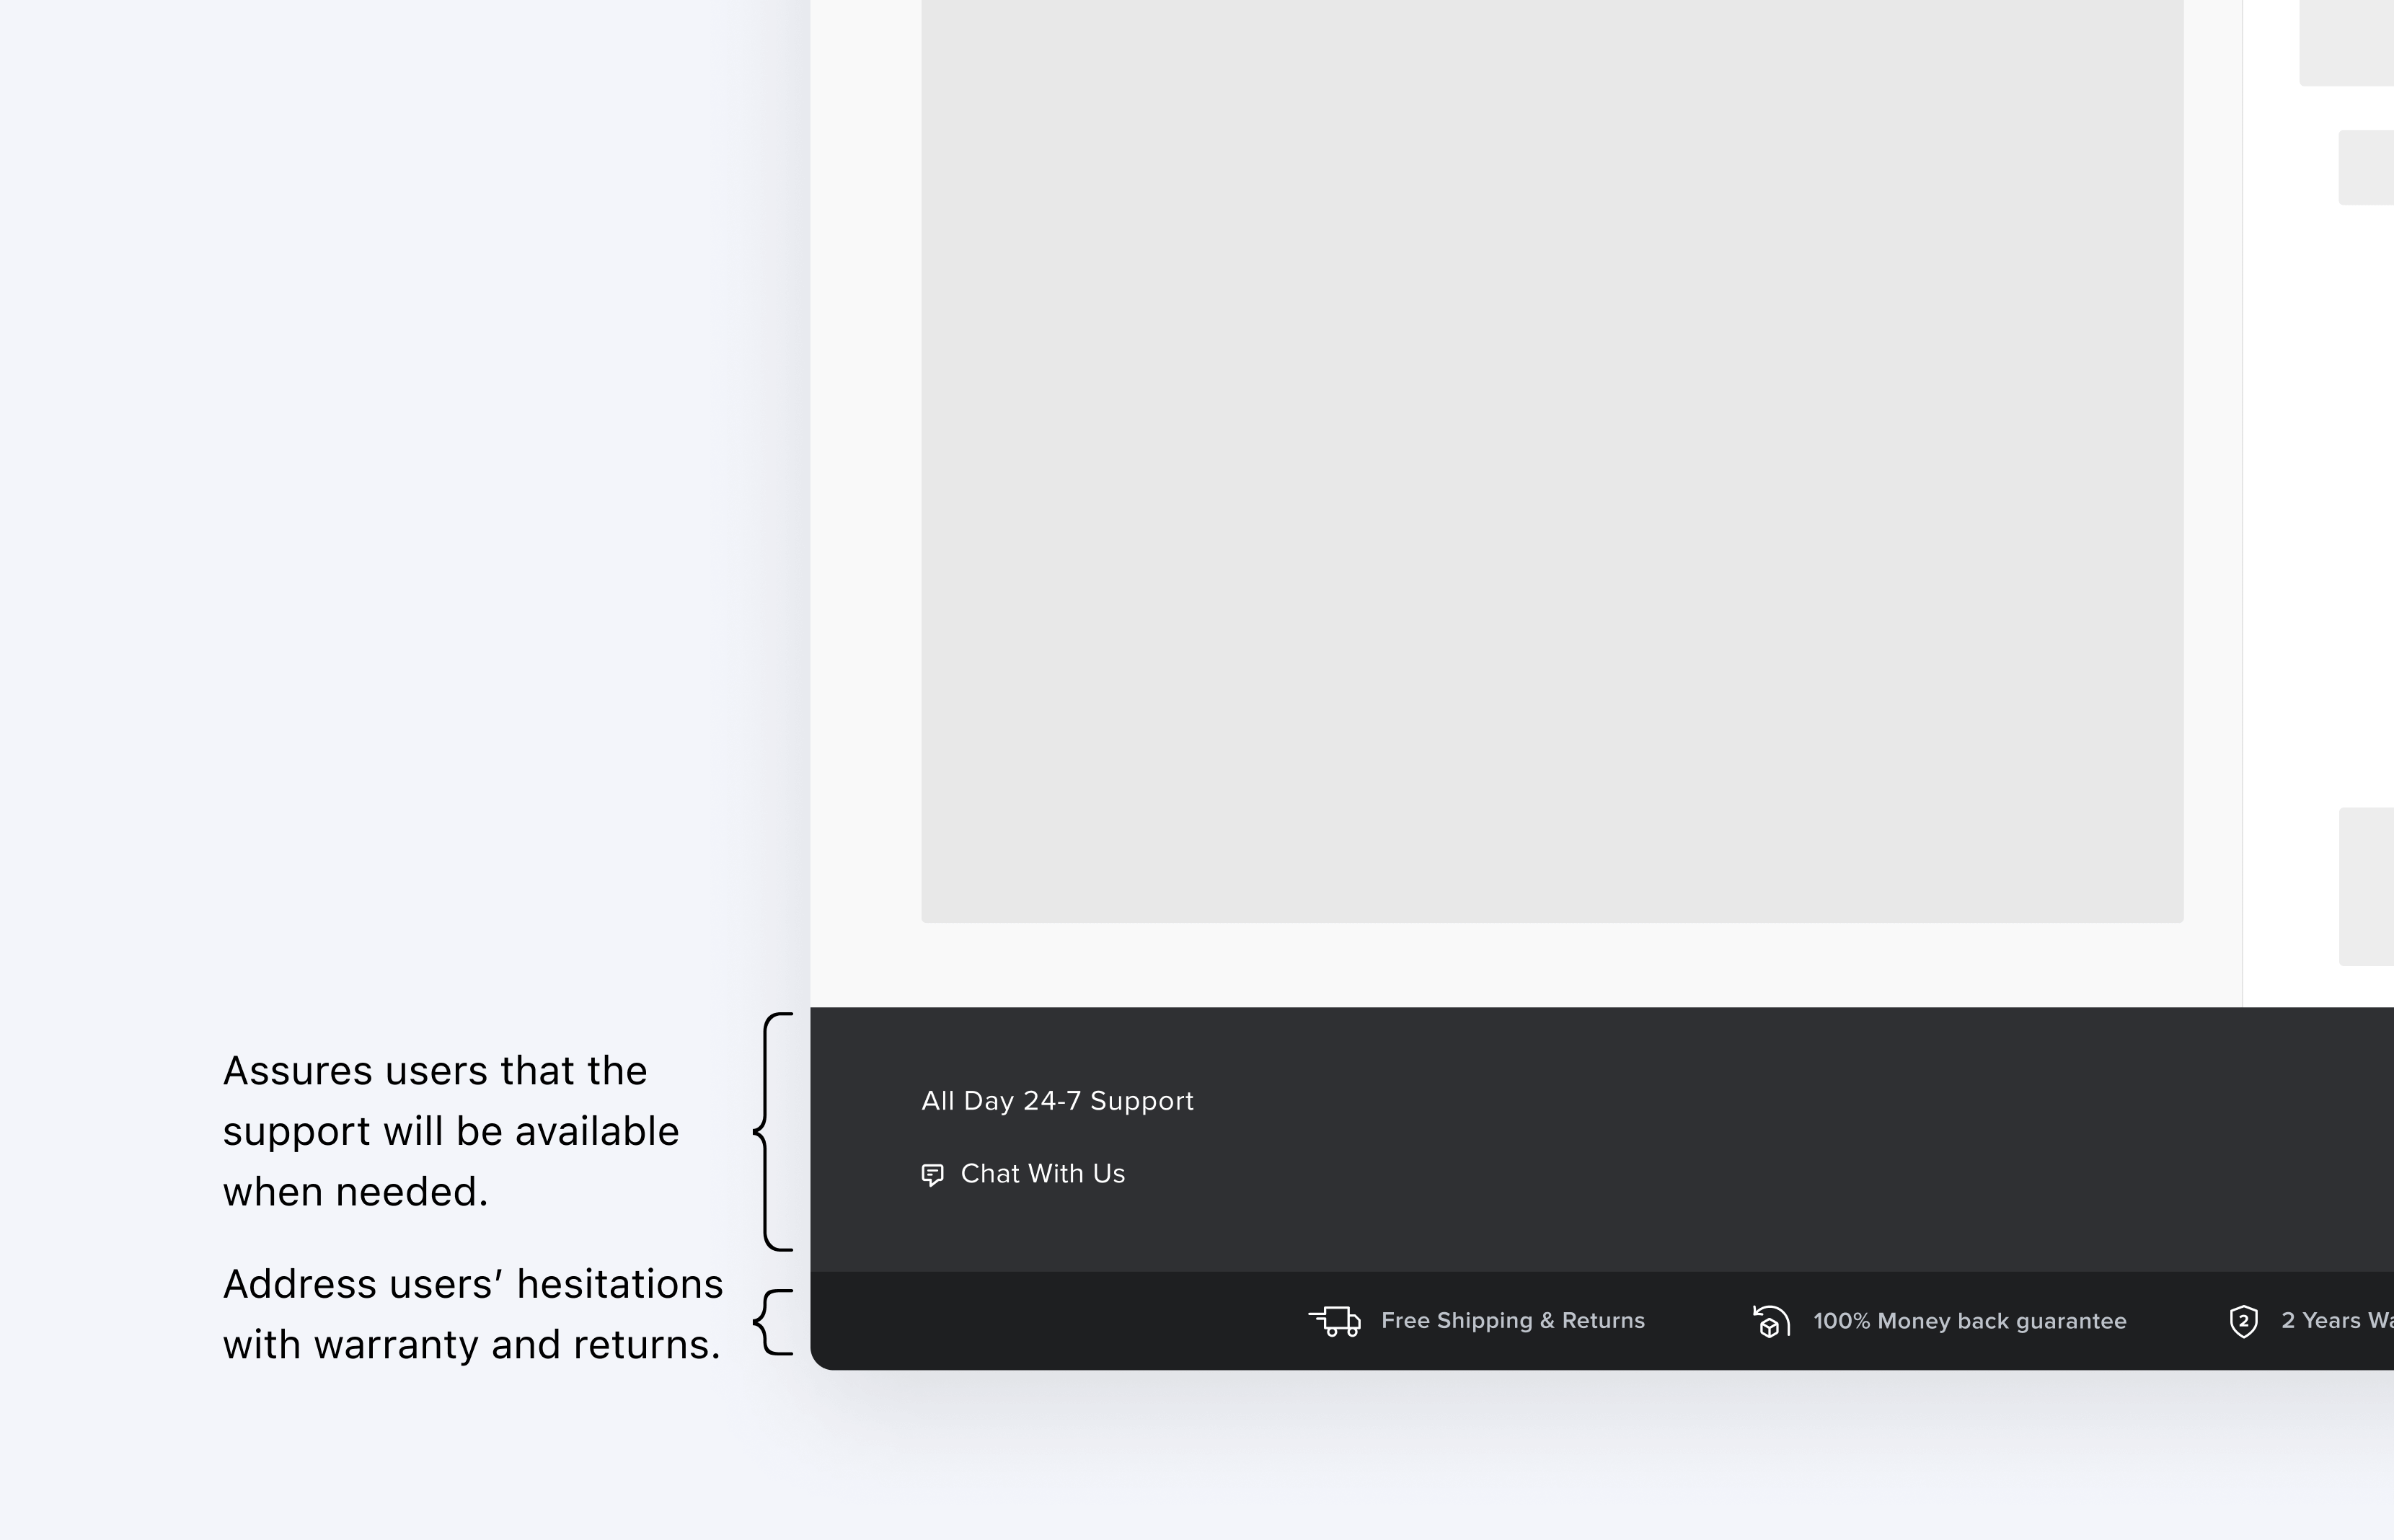 Assures users that the
support will be available
when needed.
Address users’ hesitations
with warranty and returns.
All Day 24-7 Support
Chat With Us
Free Shipping & Returns
100% Money back guarantee
2
2 Years